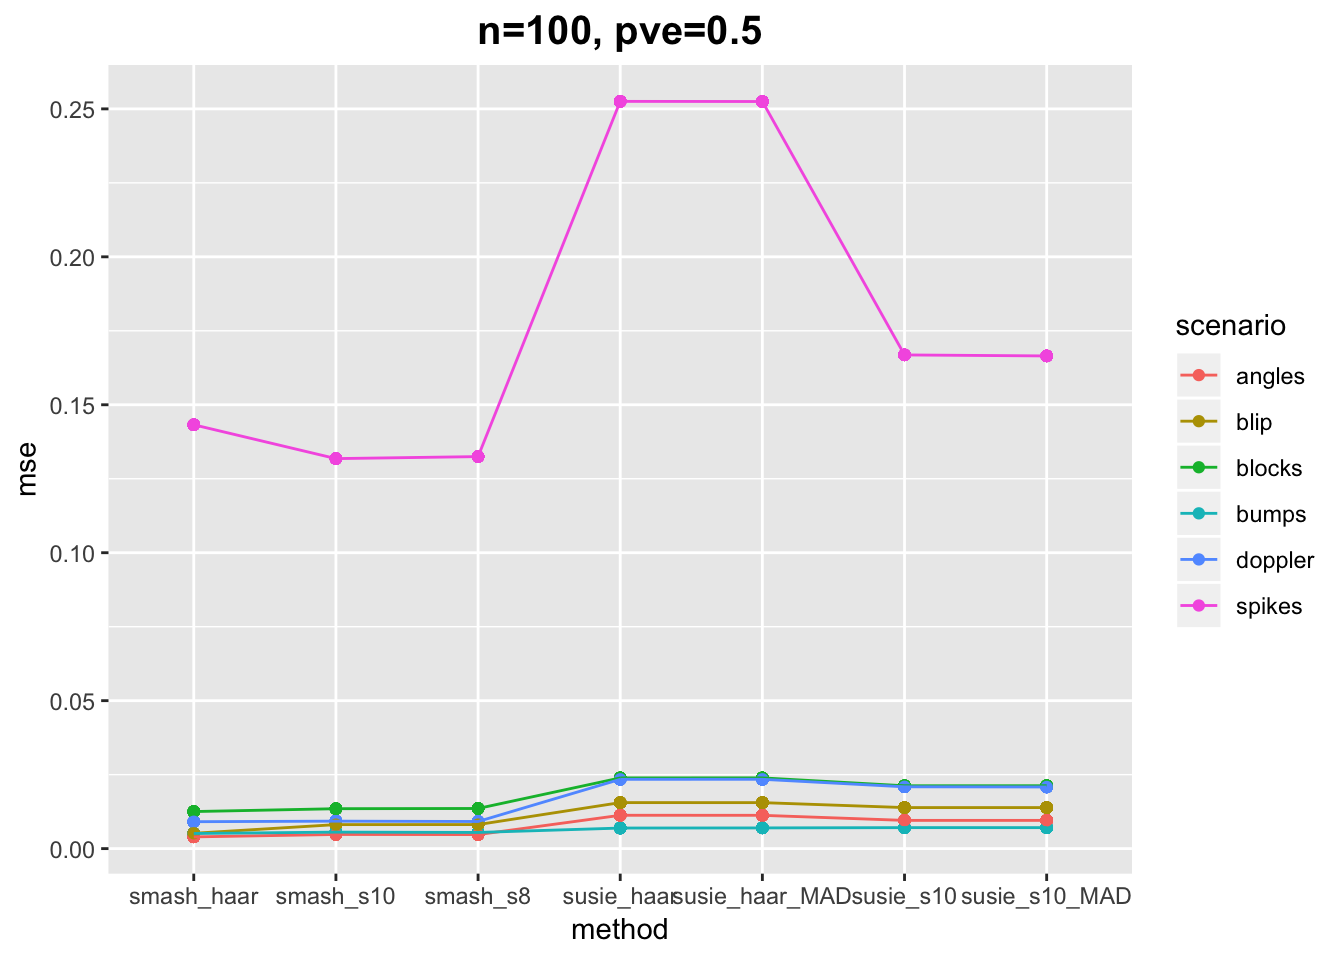 n=100, pve=0.5
0.25
0.20
0.15
0.10
0.05
0.00
mse
smash_haar smash_s10 smash_s8 susie_haar susie_haar_MAD susie_s10 susie_s10_MAD
method
scenario
angles
blip
blocks
bumps
doppler
spikes